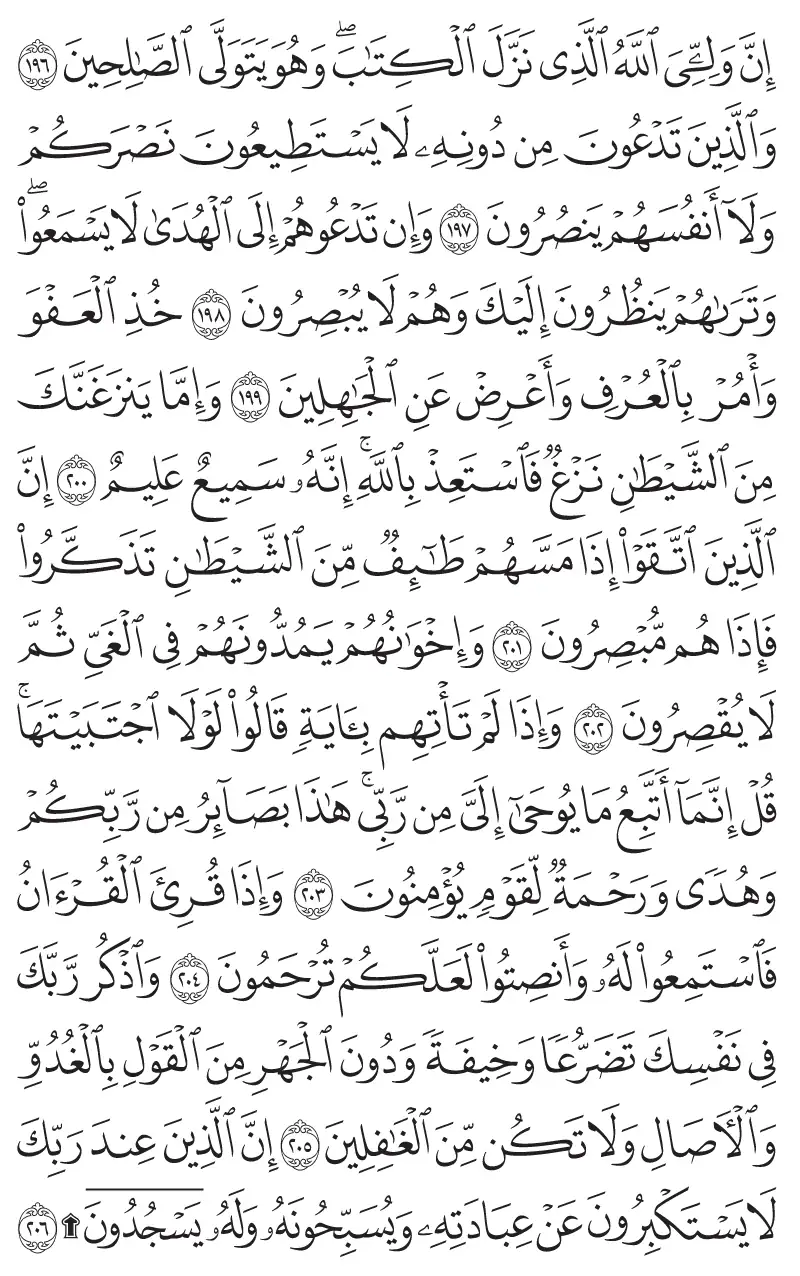 إِنَّ وَلِـِّۧيَ ٱللَّهُ ٱلَّذِى نَزَّلَ ٱلْكِتَٰبَ ۖ وَهُوَ يَتَوَلَّى ٱلصَّٰلِحِينَ ١٩٦
وَٱلَّذِينَ تَدْعُونَ مِن دُونِهِۦ لَا يَسْتَطِيعُونَ نَصْرَكُمْ
وَلَآ أَنفُسَهُمْ يَنصُرُونَ ١٩٧ وَإِن تَدْعُوهُمْ إِلَى ٱلْهُدَىٰ لَا يَسْمَعُوا۟ ۖ
وَتَرَىٰهُمْ يَنظُرُونَ إِلَيْكَ وَهُمْ لَا يُبْصِرُونَ ١٩٨ خُذِ ٱلْعَفْوَ
وَأْمُرْ بِٱلْعُرْفِ وَأَعْرِضْ عَنِ ٱلْجَٰهِلِينَ ١٩٩ وَإِمَّا يَنزَغَنَّكَ
مِنَ ٱلشَّيْطَٰنِ نَزْغٌ فَٱسْتَعِذْ بِٱللَّهِ ۚ إِنَّهُۥ سَمِيعٌ عَلِيمٌ ٢٠٠ إِنَّ
ٱلَّذِينَ ٱتَّقَوْا۟ إِذَا مَسَّهُمْ طَٰٓئِفٌ مِّنَ ٱلشَّيْطَٰنِ تَذَكَّرُوا۟
فَإِذَا هُم مُّبْصِرُونَ ٢٠١ وَإِخْوَٰنُهُمْ يَمُدُّونَهُمْ فِى ٱلْغَىِّ ثُمَّ
لَا يُقْصِرُونَ ٢٠٢ وَإِذَا لَمْ تَأْتِهِم بِـَٔايَةٍ قَالُوا۟ لَوْلَا ٱجْتَبَيْتَهَا ۚ
قُلْ إِنَّمَآ أَتَّبِعُ مَا يُوحَىٰٓ إِلَىَّ مِن رَّبِّى ۚ هَٰذَا بَصَآئِرُ مِن رَّبِّكُمْ
وَهُدًى وَرَحْمَةٌ لِّقَوْمٍ يُؤْمِنُونَ ٢٠٣ وَإِذَا قُرِئَ ٱلْقُرْءَانُ
فَٱسْتَمِعُوا۟ لَهُۥ وَأَنصِتُوا۟ لَعَلَّكُمْ تُرْحَمُونَ ٢٠٤ وَٱذْكُر رَّبَّكَ
فِى نَفْسِكَ تَضَرُّعًا وَخِيفَةً وَدُونَ ٱلْجَهْرِ مِنَ ٱلْقَوْلِ بِٱلْغُدُوِّ
وَٱلْءَاصَالِ وَلَا تَكُن مِّنَ ٱلْغَٰفِلِينَ ٢٠٥ إِنَّ ٱلَّذِينَ عِندَ رَبِّكَ
لَا يَسْتَكْبِرُونَ عَنْ عِبَادَتِهِۦ وَيُسَبِّحُونَهُۥ وَلَهُۥ يَسْجُدُونَ ۩ ٢٠٦